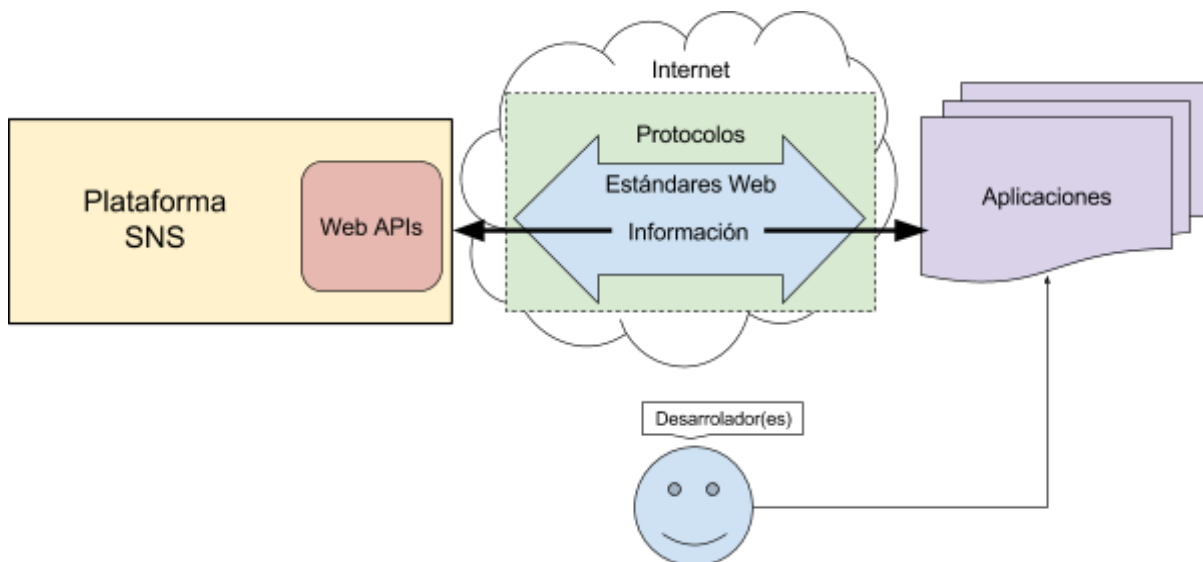 Internet
Protocolos
Plataforma
SNS
Web APIs
Estándares Web
Información
Aplicaciones
Desarrolador(es)